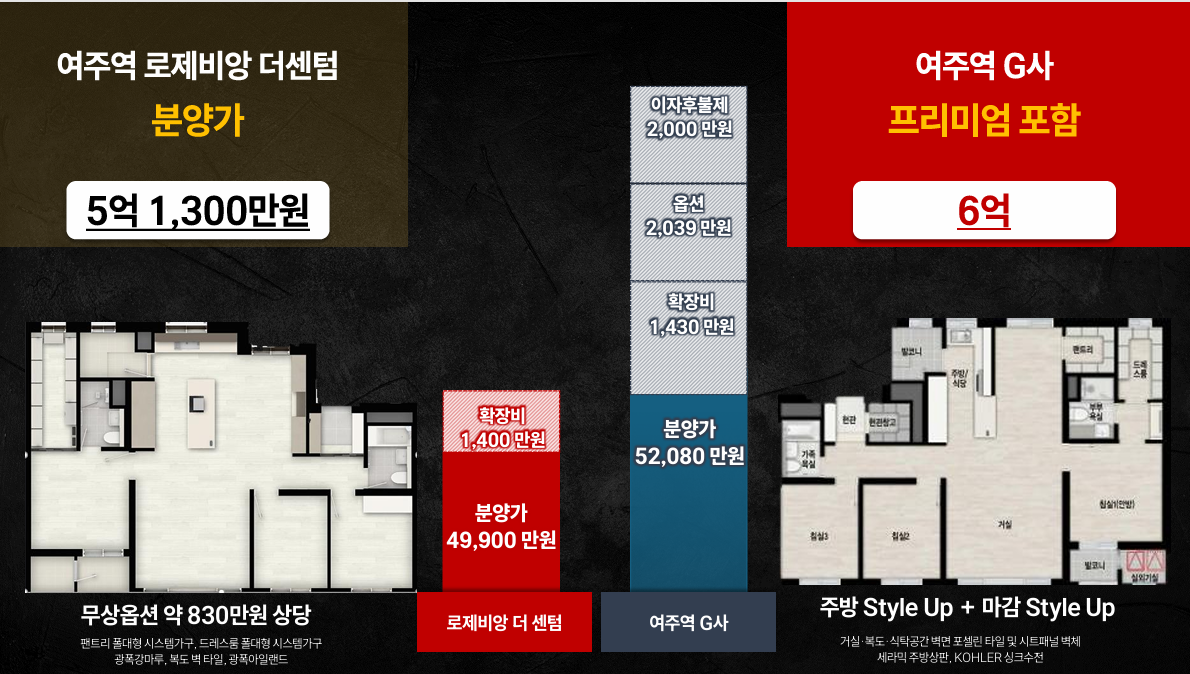 여주역 로제비앙 더센텀
분양가
5억 1,300만원
여주역 G사
프리미엄 포함
6억
이자후불제
2,000 만원
옵션
2,039 만원
확장비
1,430 만원
분양가
52,080 만원
확장비
1,400 만원
분양가
49,900 만원
로제비앙 더 센텀
여주역 G사
무상옵션 약 830만원 상당
팬트리 폴대형 시스템가구, 드레스룸 폴대형 시스템가구
광폭강마루, 복도 벽 타일, 광폭아일랜드
발코니
주방/
식당
팬트리
드레
스룸
부부
욕실
현관
현관창고
가족
욕실
침실1(안방)
거실
침실3
침실2
발코니
실외기실
주방 Style Up + 마감 Style Up
거실·복도·식탁공간 벽면 포셀린 타일 및 시트패널 벽체
세라믹 주방상판, KOHLER 싱크수전